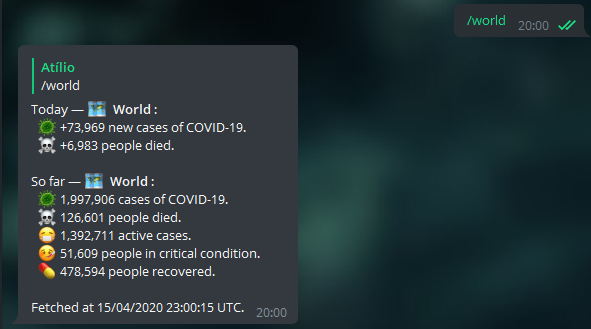 /world 20:00
Atílio
/world
Today — World :
+73,969 new cases of COVID-19.
+6,983 people died.
So far — World :
1,997,906 cases of COVID-19.
126,601 people died.
1,392,711 active cases.
51,609 people in critical condition.
478,594 people recovered.
Fetched at 15/04/2020 23:00:15 UTC. 20:00